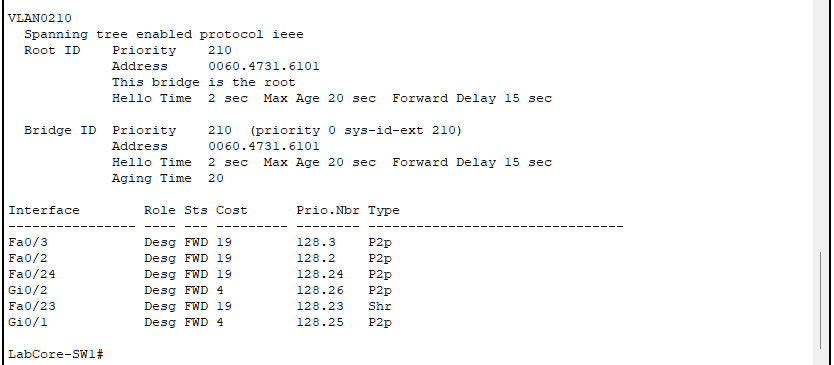 VLAN0210
  Spanning tree enabled protocol ieee
  Root ID    Priority    210
             Address     0060.4731.6101
             This bridge is the root
             Hello Time  2 sec  Max Age 20 sec  Forward Delay 15 sec

  Bridge ID  Priority    210  (priority 0 sys-id-ext 210)
             Address     0060.4731.6101
             Hello Time  2 sec  Max Age 20 sec  Forward Delay 15 sec
             Aging Time  20

Interface        Role Sts Cost      Prio.Nbr Type
---------------- ---- --- --------- -------- --------------------------------
Fa0/3            Desg FWD 19        128.3    P2p
Fa0/2            Desg FWD 19        128.2    P2p
Fa0/24           Desg FWD 19        128.24   P2p
Gi0/2            Desg FWD 4         128.26   P2p
Fa0/23           Desg FWD 19        128.23   Shr
Gi0/1            Desg FWD 4         128.25   P2p

LabCore-SW1#